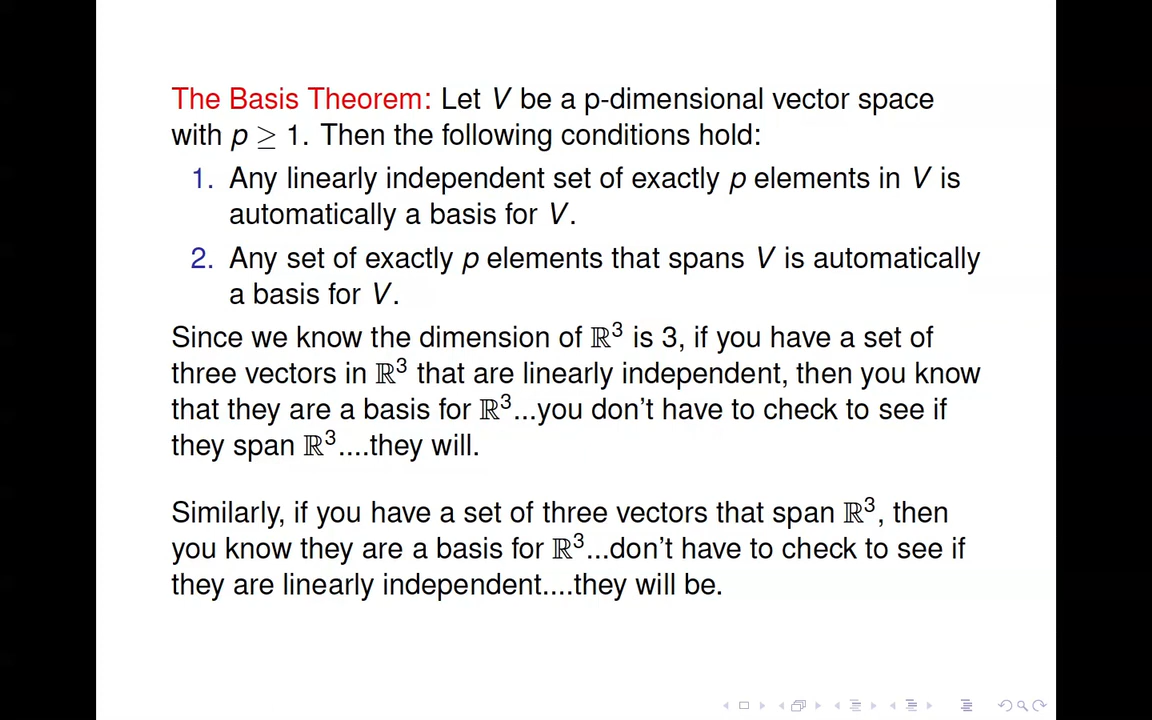 The Basis Theorem: Let V be a p-dimensional vector space
with p ≥ 1. Then the following conditions hold:
1. Any linearly independent set of exactly p elements in V is
automatically a basis for V.
2. Any set of exactly p elements that spans V is automatically
a basis for V.
Since we know the dimension of ℝ³ is 3, if you have a set of
three vectors in ℝ³ that are linearly independent, then you know
that they are a basis for ℝ³...you don't have to check to see if
they span ℝ³....they will.
Similarly, if you have a set of three vectors that span ℝ³, then
you know they are a basis for ℝ³...don't have to check to see if
they are linearly independent....they will be.